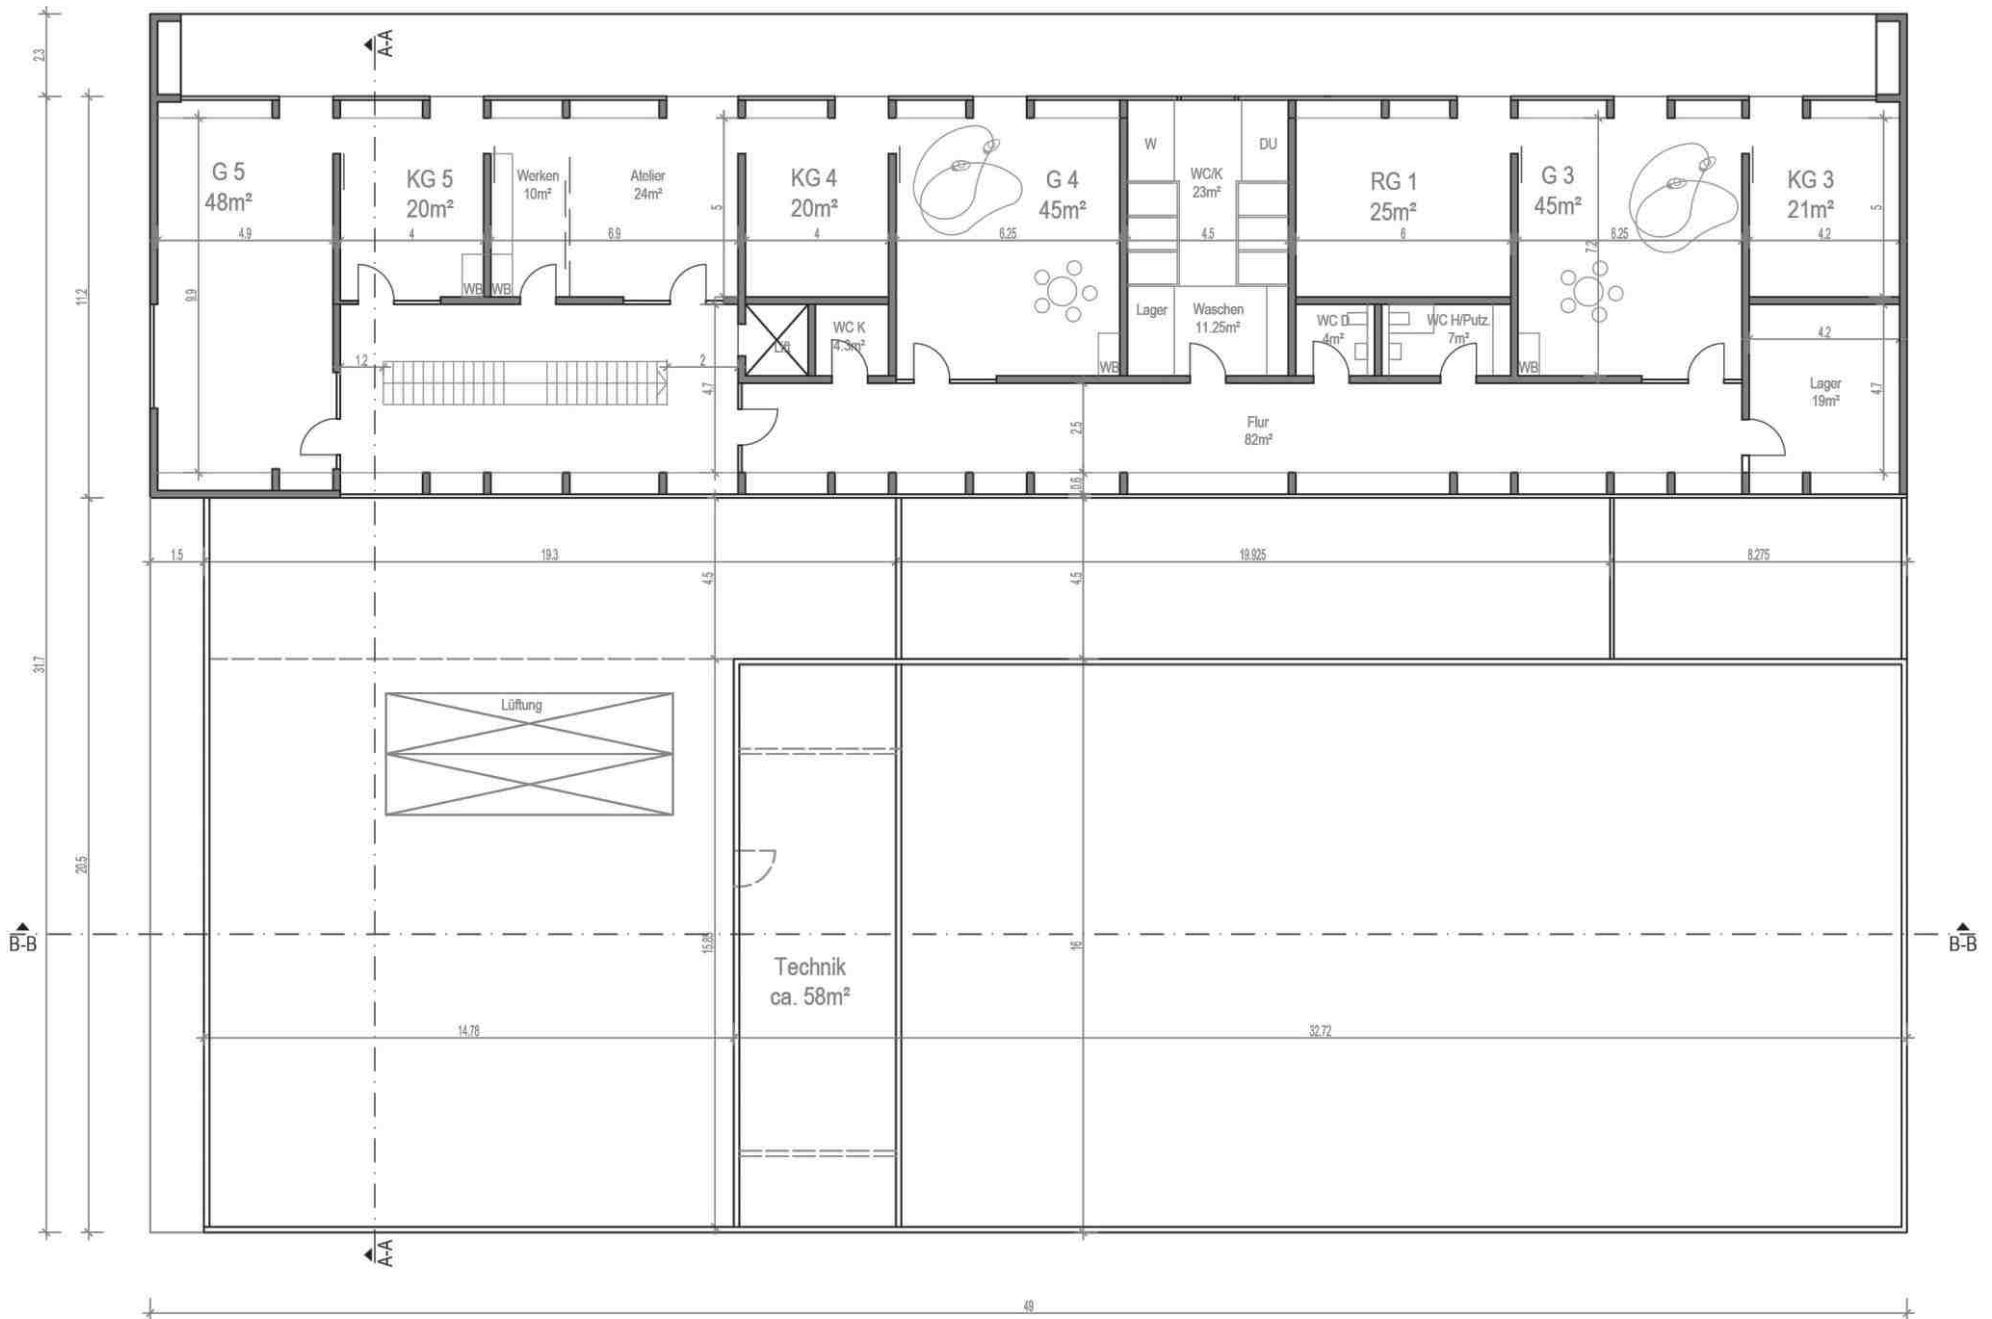 A-A
2.3
G 5
48m²
KG 5
20m²
Werken
10m²
Atelier
24m²
KG 4
20m²
G 4
45m²
W
WC/K
23m²
DU
RG 1
25m²
G 3
45m²
KG 3
21m²
5
5
4.9
4
6.9
4
6.25
4.5
6
7.2
6.25
4.2
11.2
9.9
WB
WB
Lift
WC K
4.3m²
Lager
Waschen
11.25m²
WC D
4m²
WC H/Putz.
7m²
4.2
1.2
2
4.7
WB
WB
Lager
19m²
4.7
2.5
Flur
82m²
0.6
1.5
19.3
4.5
4.5
19.925
8.275
31.7
Lüftung
20.5
B-B
15.85
16
B-B
Technik
ca. 58m²
14.78
32.72
A-A
49